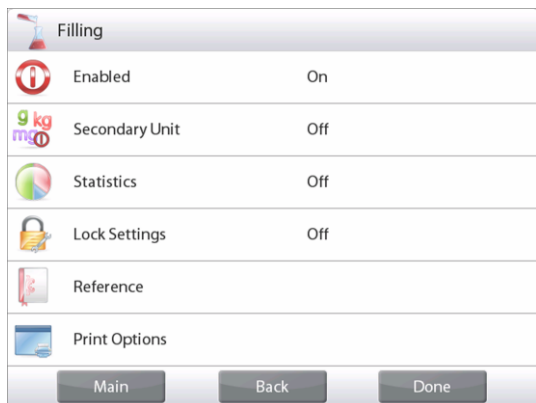 Filling
Enabled On
g kg
mg
Secondary Unit Off
Statistics Off
Lock Settings Off
Reference
Print Options
Main Back Done